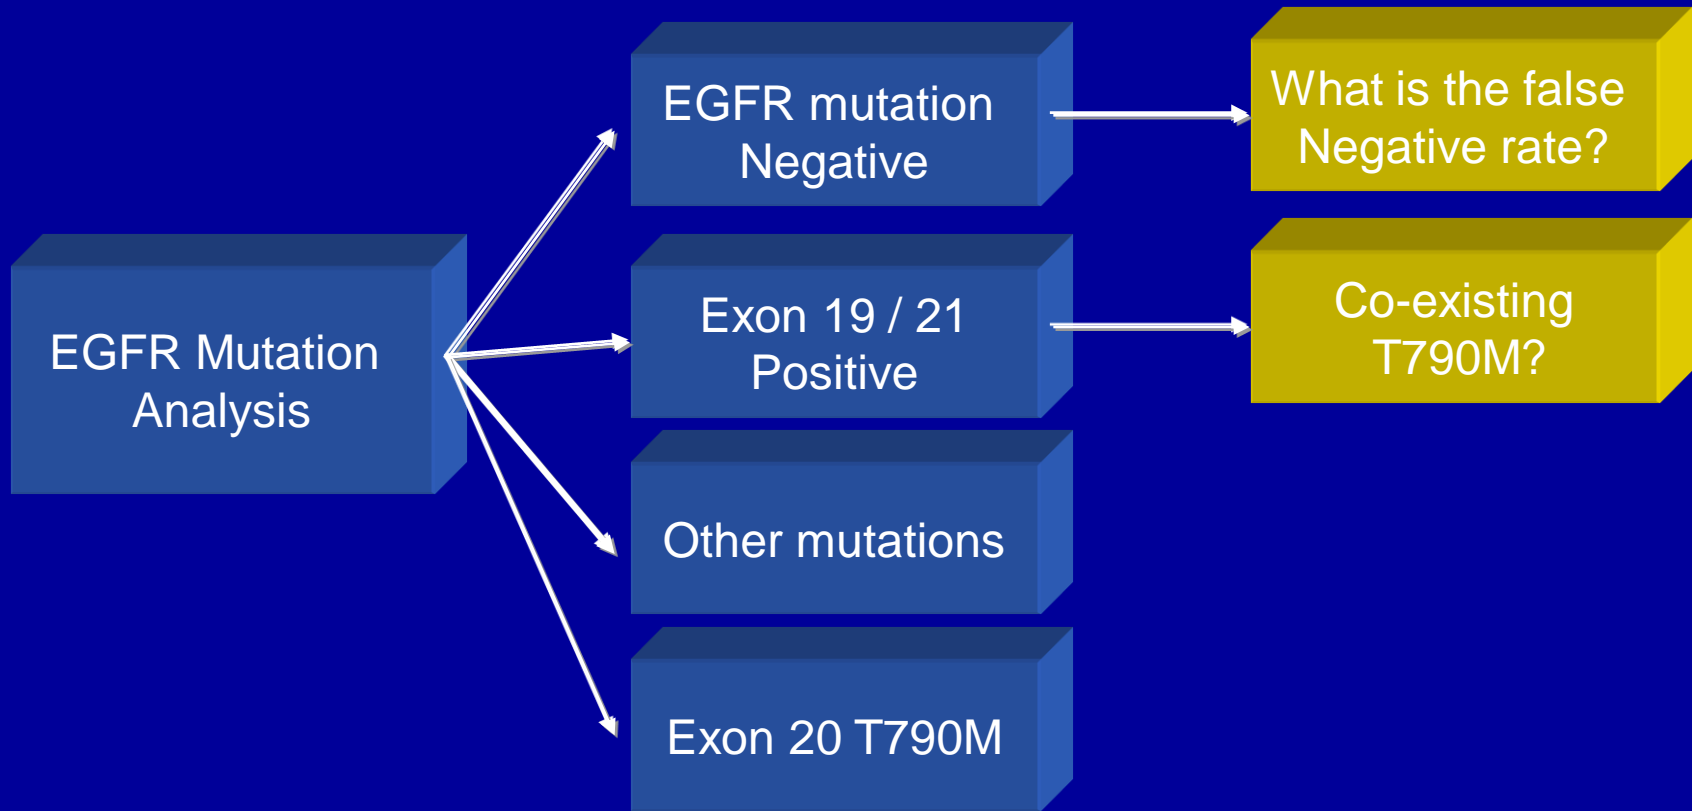 EGFR Mutation
Analysis
EGFR mutation
Negative
What is the false
Negative rate?
Exon 19 / 21
Positive
Co-existing
T790M?
Other mutations
Exon 20 T790M